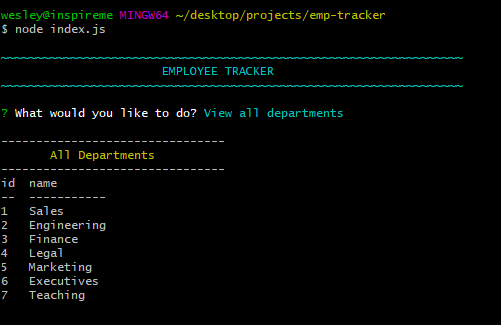 wesley@inspireme MINGW64 ~/desktop/projects/emp-tracker
$ node index.js
~~~~~~~~~~~~~~~~~~~~~~~~~~~~~~~~~~~~~~~~~~~~~~~~~~~~~~~~~~~~~~~~~~
EMPLOYEE TRACKER
~~~~~~~~~~~~~~~~~~~~~~~~~~~~~~~~~~~~~~~~~~~~~~~~~~~~~~~~~~~~~~~~~~
? What would you like to do? View all departments
--------------------------------
All Departments
--------------------------------
id  name
--  -----------
1   Sales
2   Engineering
3   Finance
4   Legal
5   Marketing
6   Executives
7   Teaching